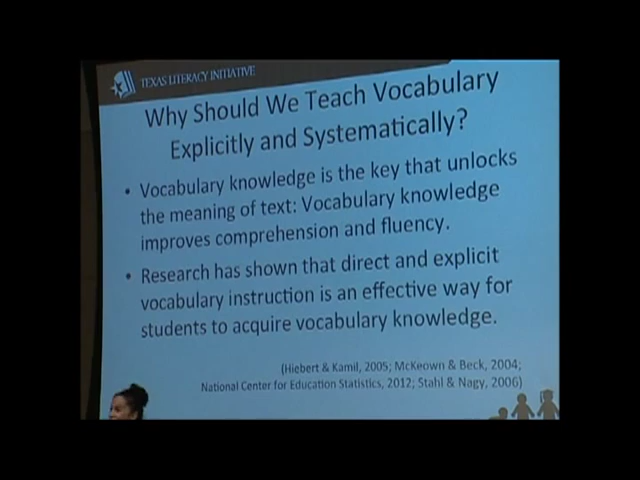 TEXAS LITERACY INITIATIVE
Why Should We Teach Vocabulary
Explicitly and Systematically?
• Vocabulary knowledge is the key that unlocks
the meaning of text: Vocabulary knowledge
improves comprehension and fluency.
• Research has shown that direct and explicit
vocabulary instruction is an effective way for
students to acquire vocabulary knowledge.
(Hiebert & Kamil, 2005; McKeown & Beck, 2004;
National Center for Education Statistics, 2012; Stahl & Nagy, 2006)